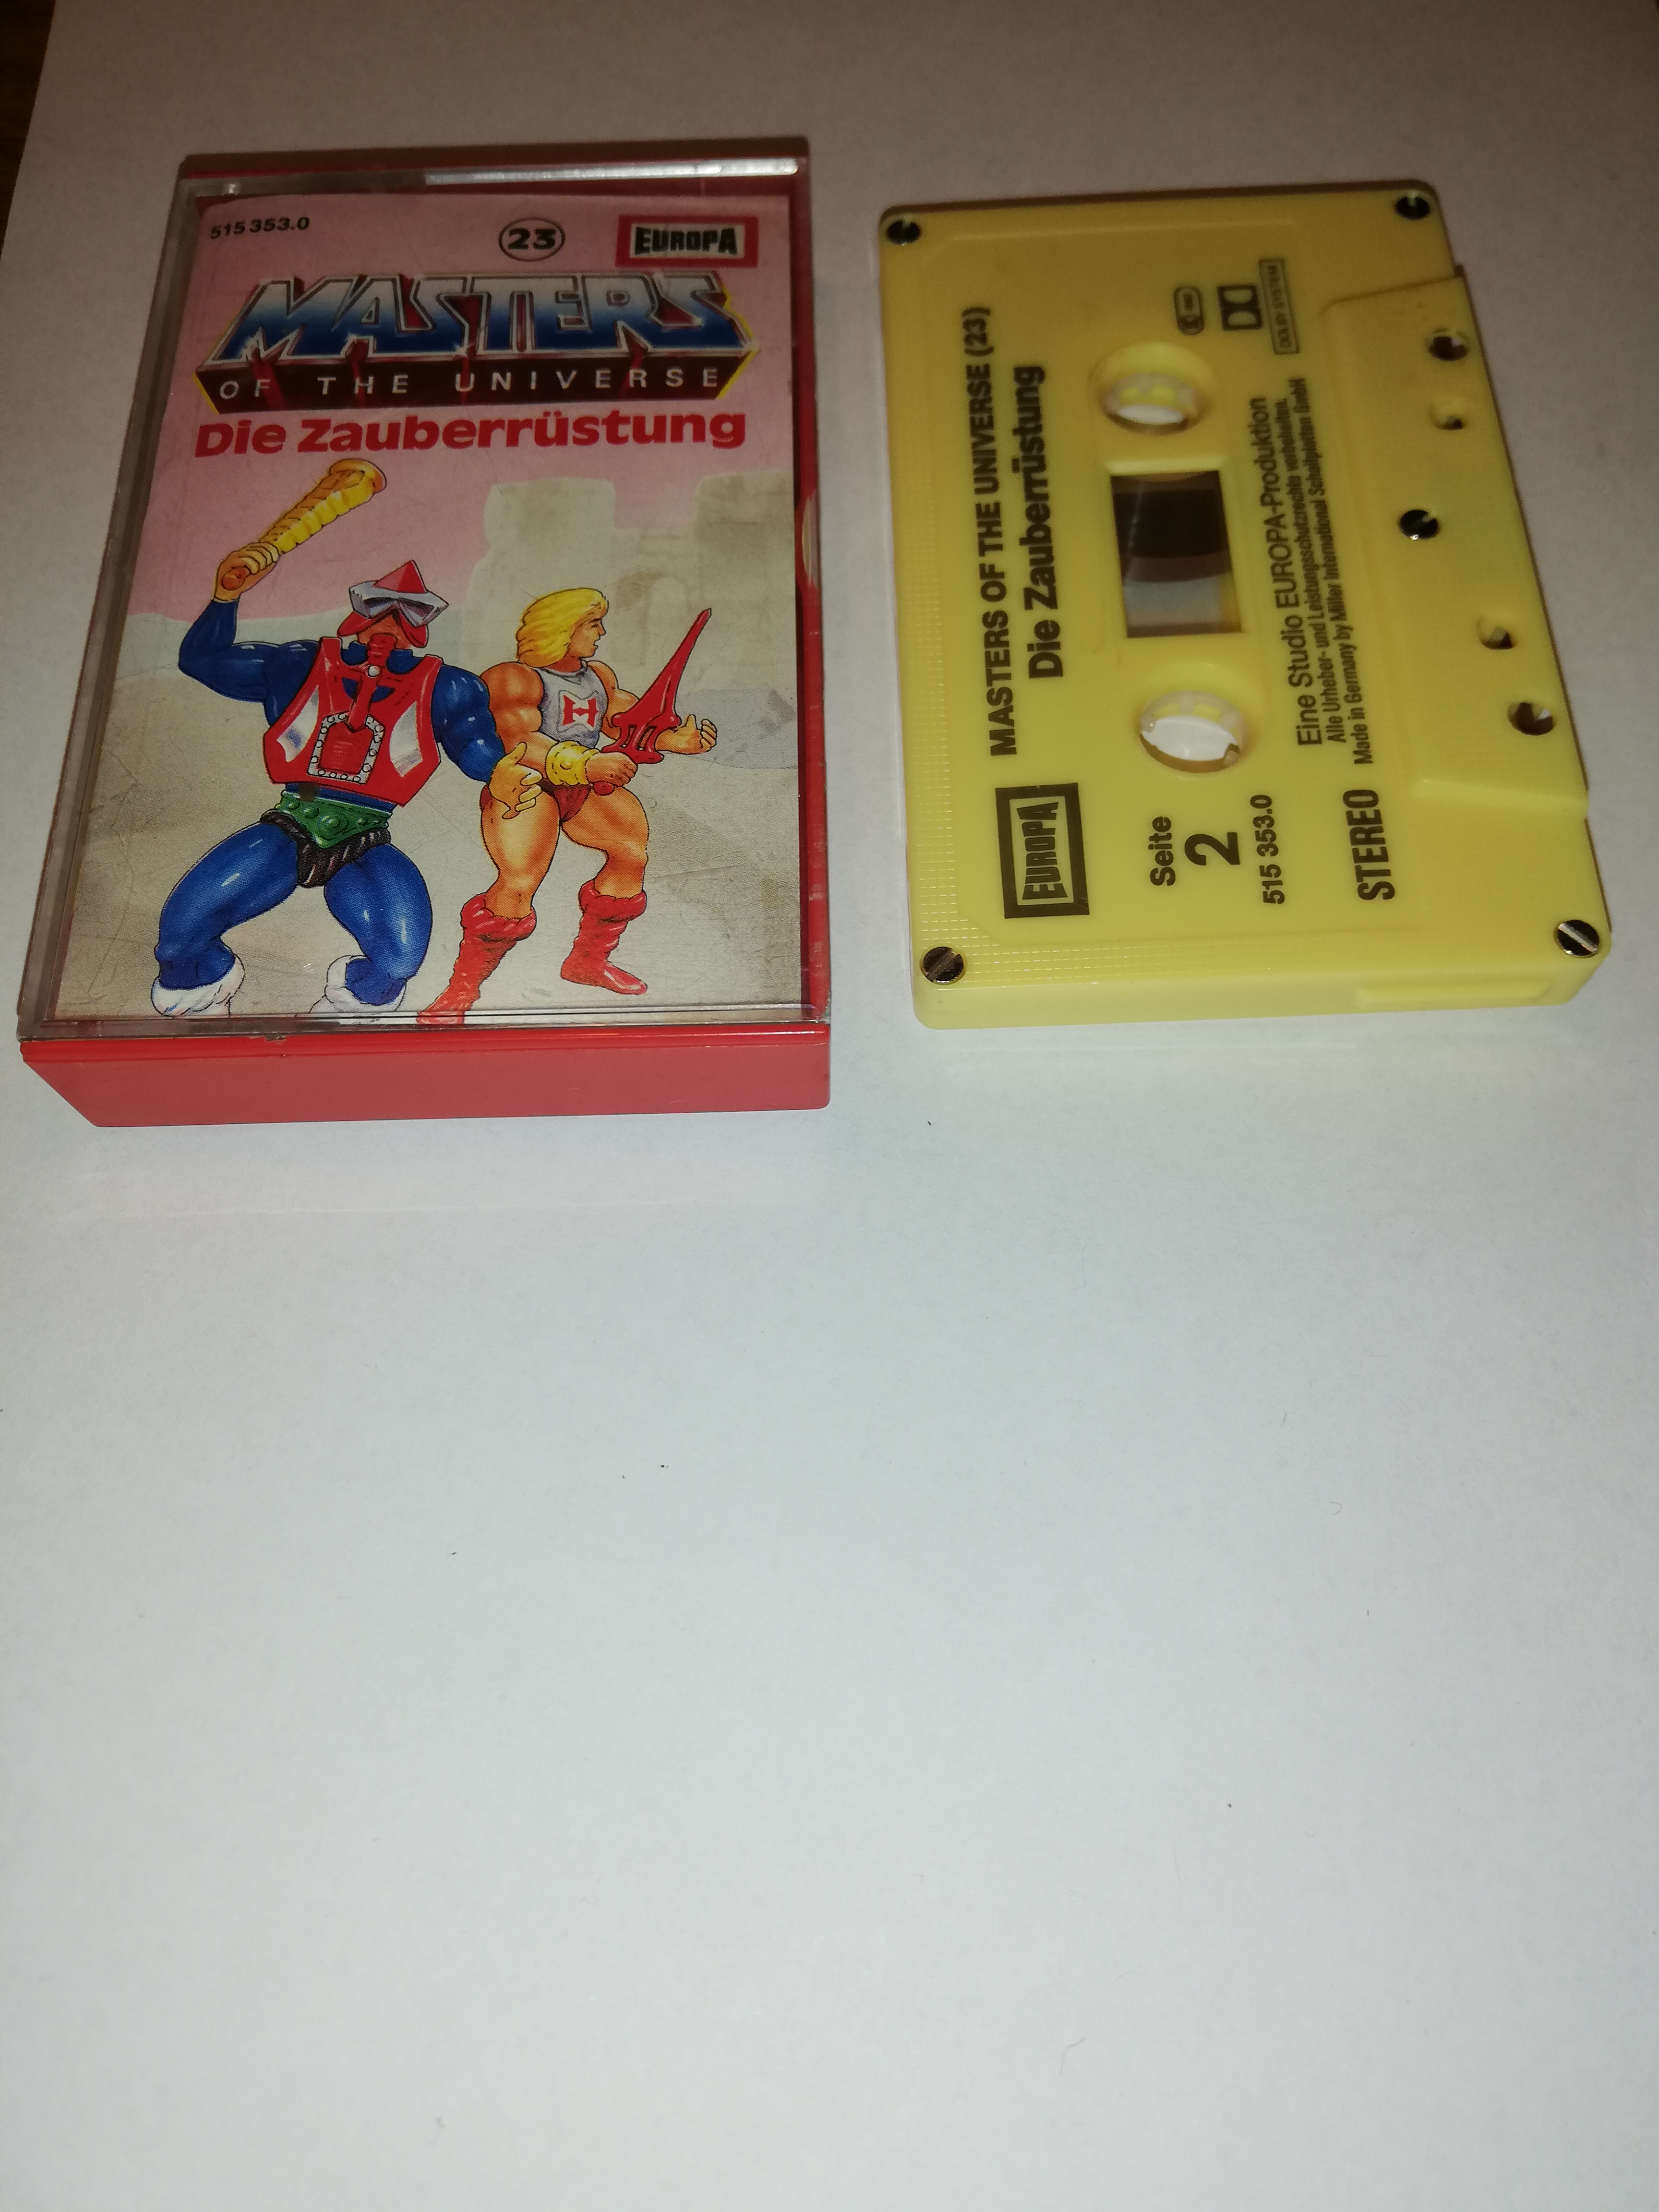 515 353.0
23
EUROPA
MASTERS
OF THE UNIVERSE
Die Zauberrüstung
MASTERS OF THE UNIVERSE (23)
Die Zauberrüstung
EUROPA
Seite
2
515 353.0
STEREO
Eine Studio EUROPA-Produktion
Alle Urheber- und Leistungsschutzrechte vorbehalten.
Made in Germany by Miller International Schallplatten GmbH
DOLBY SYSTEM